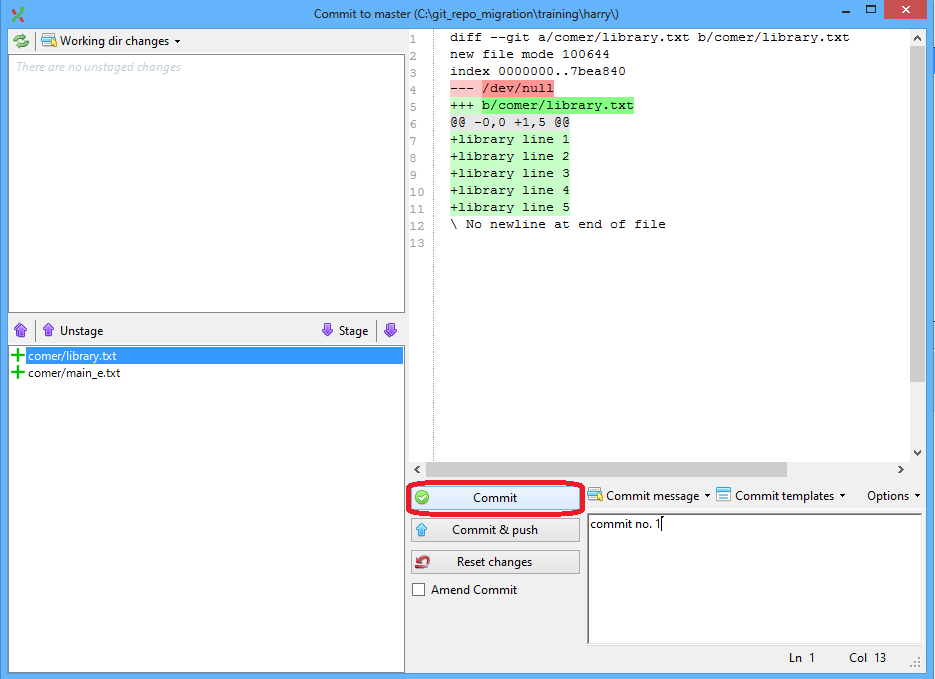 Commit to master (C:\git_repo_migration\training\harry\)
Working dir changes
There are no unstaged changes
Unstage
Stage
comer/library.txt
comer/main_e.txt
1 diff --git a/comer/library.txt b/comer/library.txt
2 new file mode 100644
3 index 0000000..7bea840
4 --- /dev/null
5 +++ b/comer/library.txt
6 @@ -0,0 +1,5 @@
7 +library line 1
8 +library line 2
9 +library line 3
10 +library line 4
11 +library line 5
12 \ No newline at end of file
13
Commit
Commit & push
Reset changes
Amend Commit
Commit message
Commit templates
Options
commit no. 1
Ln 1 Col 13